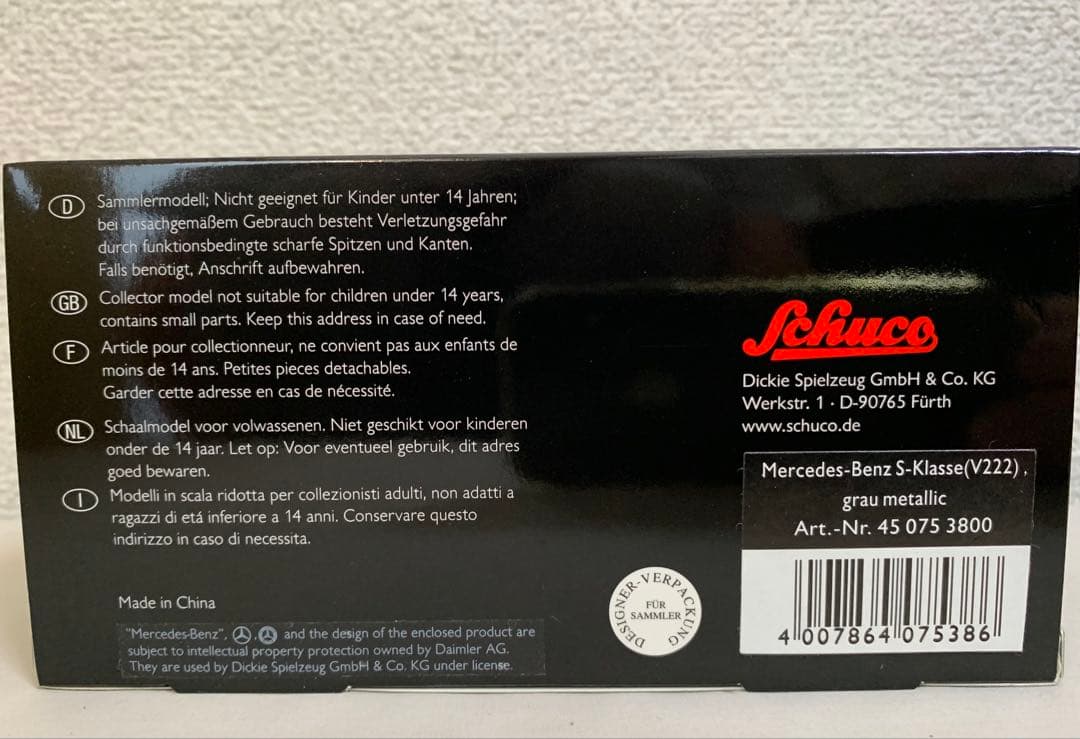 D
Sammlermodell; Nicht geeignet für Kinder unter 14 Jahren;
bei unsachgemäßem Gebrauch besteht Verletzungsgefahr
durch funktionsbedingte scharfe Spitzen und Kanten.
Falls benötigt, Anschrift aufbewahren.
GB
Collector model not suitable for children under 14 years,
contains small parts. Keep this address in case of need.
F
Article pour collectionneur, ne convient pas aux enfants de
moins de 14 ans. Petites pieces detachables.
Garder cette adresse en cas de nécessité.
NL
Schaalmodel voor volwassenen. Niet geschikt voor kinderen
onder de 14 jaar. Let op: Voor eventueel gebruik, dit adres
goed bewaren.
I
Modelli in scala ridotta per collezionisti adulti, non adatti a
ragazzi di etá inferiore a 14 anni. Conservare questo
indirizzo in caso di necessita.
Made in China
"Mercedes-Benz", , and the design of the enclosed product are
subject to intellectual property protection owned by Daimler AG.
They are used by Dickie Spielzeug GmbH & Co. KG under license.
DESIGNER-VERPACKUNG
FÜR
SAMMLER
Schuco
Dickie Spielzeug GmbH & Co. KG
Werkstr. 1 · D-90765 Fürth
www.schuco.de
Mercedes-Benz S-Klasse(V222) ,
grau metallic
Art.-Nr. 45 075 3800
4 007864 075386